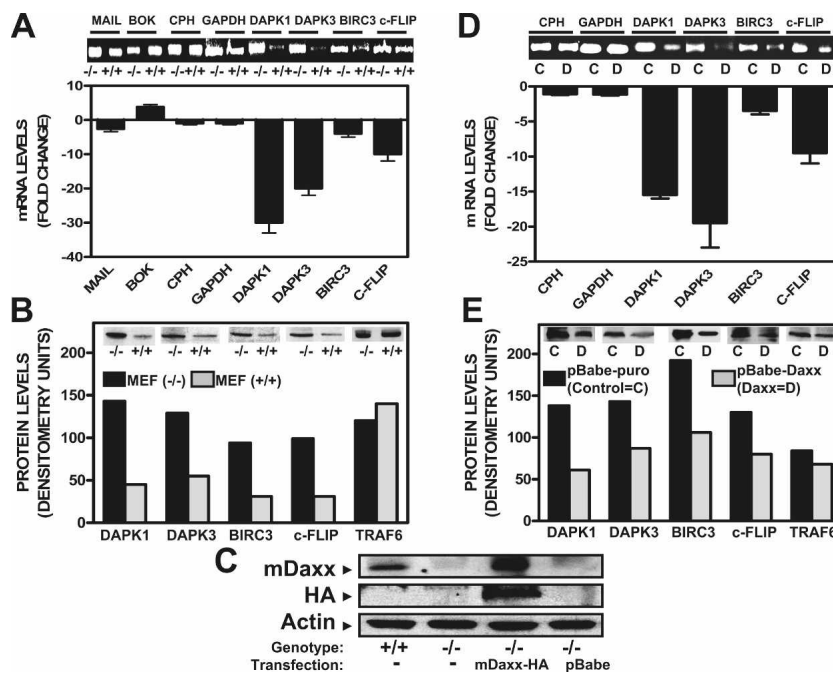 A
MAIL BOK CPH GAPDH DAPK1 DAPK3 BIRC3 c-FLIP
-/- +/+ -/- +/+ -/- +/+ -/- +/+ -/- +/+ -/- +/+ -/- +/+ -/- +/+
mRNA LEVELS
(FOLD CHANGE)
10
0
-10
-20
-30
-40
MAIL BOK CPH GAPDH DAPK1 DAPK3 BIRC3 C-FLIP
D
CPH GAPDH DAPK1 DAPK3 BIRC3 c-FLIP
C D C D C D C D C D C D
mRNA LEVELS
(FOLD CHANGE)
0
-5
-10
-15
-20
-25
CPH GAPDH DAPK1 DAPK3 BIRC3 C-FLIP
B
-/- +/+ -/- +/+ -/- +/+ -/- +/+ -/- +/+
MEF (-/-) MEF (+/+)
PROTEIN LEVELS
(DENSITOMETRY UNITS)
200
150
100
50
0
DAPK1 DAPK3 BIRC3 c-FLIP TRAF6
E
C D C D C D C D C D
pBabe-puro
(Control=C)
pBabe-Daxx
(Daxx=D)
PROTEIN LEVELS
(DENSITOMETRY UNITS)
200
150
100
50
0
DAPK1 DAPK3 BIRC3 c-FLIP TRAF6
C
mDaxx
HA
Actin
Genotype: +/+ -/- -/- -/-
Transfection: - - mDaxx-HA pBabe